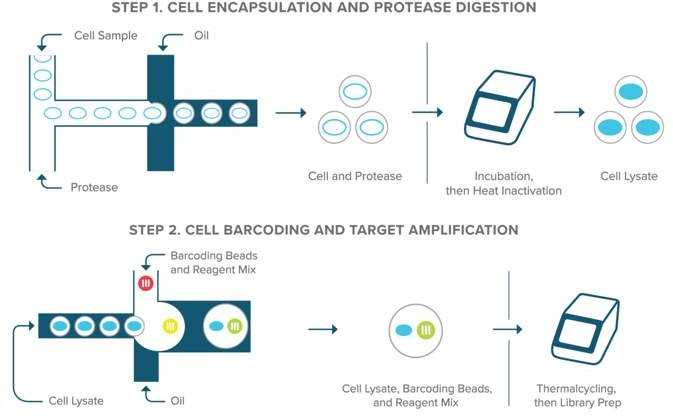 STEP 1. CELL ENCAPSULATION AND PROTEASE DIGESTION
Cell Sample
Oil
Protease
Cell and Protease
Incubation,
then Heat Inactivation
Cell Lysate
STEP 2. CELL BARCODING AND TARGET AMPLIFICATION
Barcoding Beads
and Reagent Mix
Cell Lysate
Oil
Cell Lysate, Barcoding Beads,
and Reagent Mix
Thermalcycling,
then Library Prep